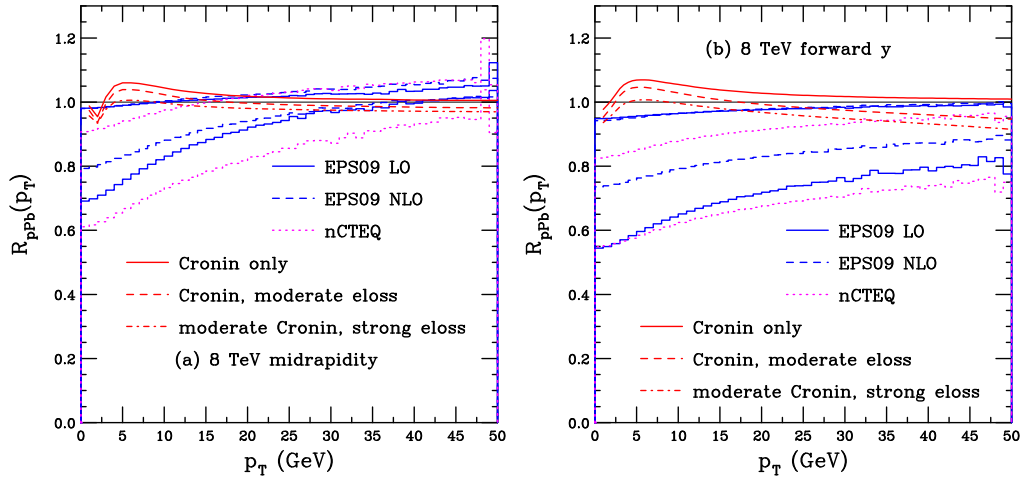 1.2
1.0
0.8
0.6
0.4
0.2
0.0
R_pPb(p_T)
EPS09 LO
EPS09 NLO
nCTEQ
Cronin only
Cronin, moderate eloss
moderate Cronin, strong eloss
(a) 8 TeV midrapidity
0 5 10 15 20 25 30 35 40 45 50
p_T (GeV)
(b) 8 TeV forward y
1.2
1.0
0.8
0.6
0.4
0.2
0.0
R_pPb(p_T)
EPS09 LO
EPS09 NLO
nCTEQ
Cronin only
Cronin, moderate eloss
moderate Cronin, strong eloss
0 5 10 15 20 25 30 35 40 45 50
p_T (GeV)